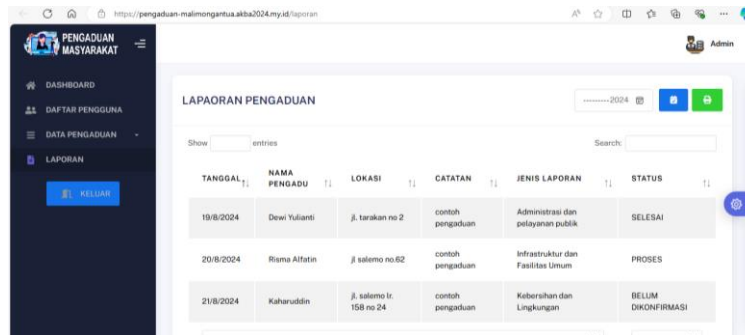 https://pengaduan-malimongantua.akba2024.my.id/laporan
PENGADUAN
MASYARAKAT
Admin
DASHBOARD
DAFTAR PENGGUNA
DATA PENGADUAN
LAPORAN
KELUAR
LAPAORAN PENGADUAN
----------2024
Show entries
Search:
TANGGAL NAMA PENGADU LOKASI CATATAN JENIS LAPORAN STATUS
19/8/2024 Dewi Yulianti jl. tarakan no 2 contoh pengaduan Administrasi dan pelayanan publik SELESAI
20/8/2024 Risma Alfatin jl salemo no.62 contoh pengaduan Infrastruktur dan Fasilitas Umum PROSES
21/8/2024 Kaharuddin jl. salemo lr. 158 no 24 contoh pengaduan Kebersihan dan Lingkungan BELUM DIKONFIRMASI